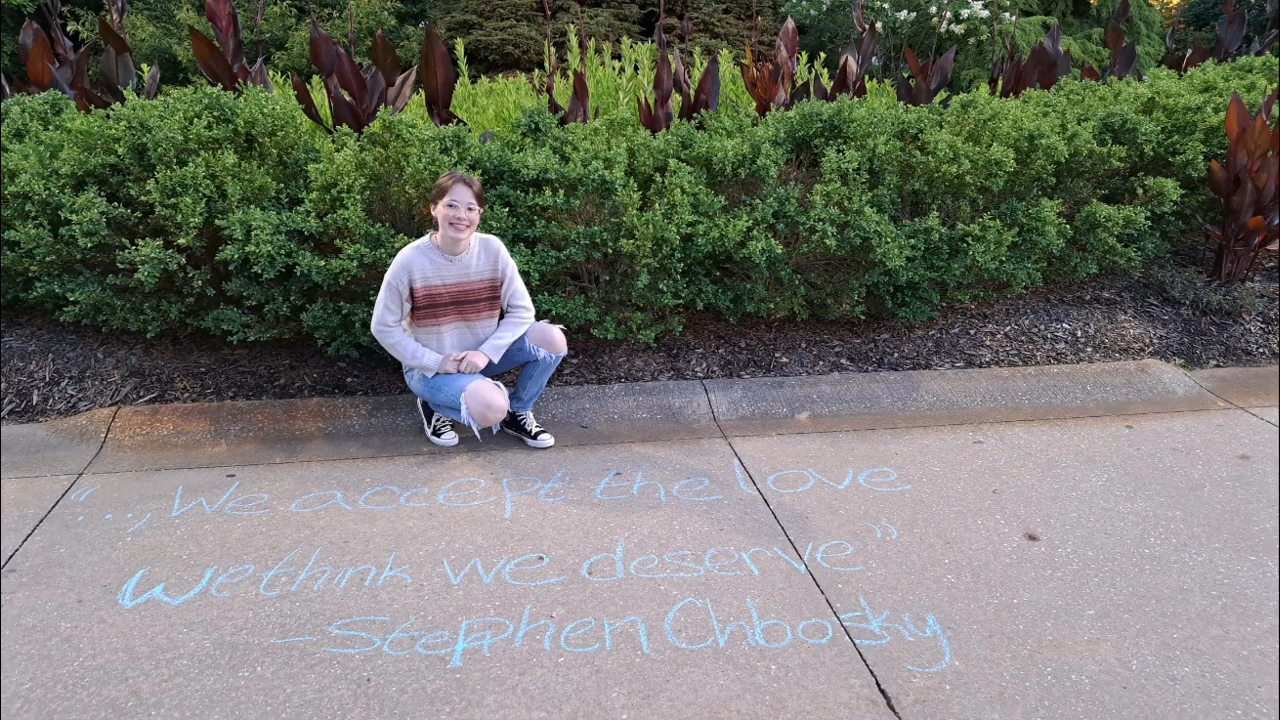 "..., We accept the love
We think we deserve"
- Stephen Chbosky